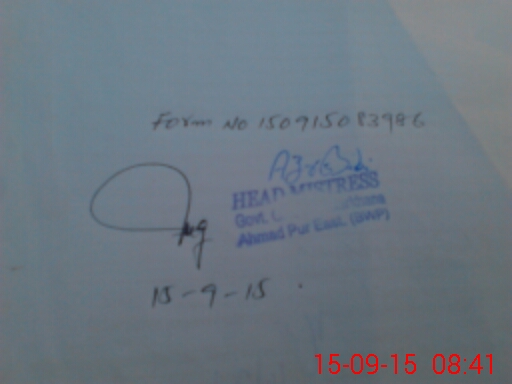 Form No 150915083986
HEAD MISTRESS
Govt.
Ahmad Pur East. (BWP)
15-9-15
15-09-15 08:41